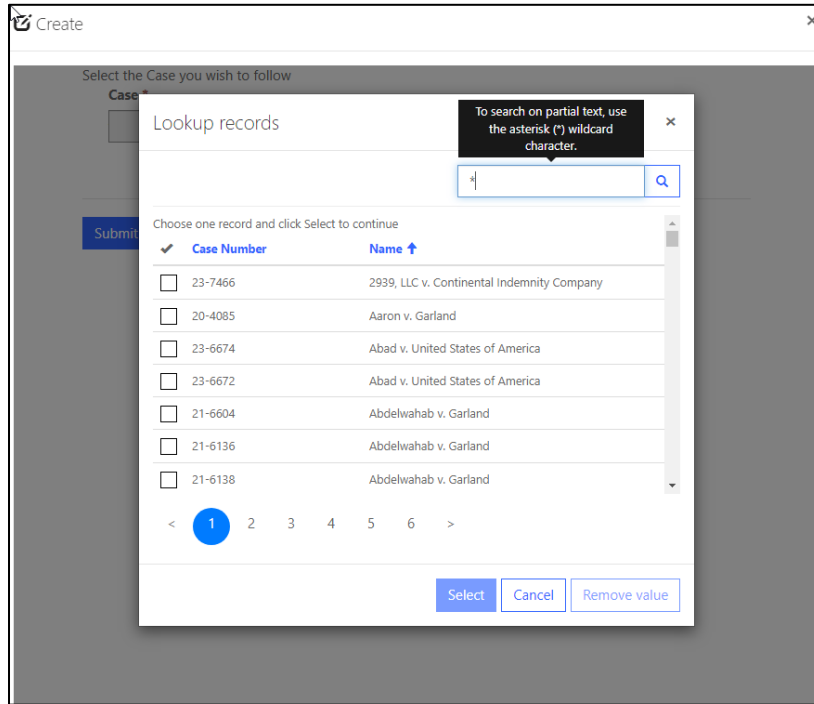 Create ×
Select the Case you wish to follow
Case *
Lookup records ×
To search on partial text, use
the asterisk (*) wildcard
character.
*
Submit
Choose one record and click Select to continue
Case Number Name
23-7466 2939, LLC v. Continental Indemnity Company
20-4085 Aaron v. Garland
23-6674 Abad v. United States of America
23-6672 Abad v. United States of America
21-6604 Abdelwahab v. Garland
21-6136 Abdelwahab v. Garland
21-6138 Abdelwahab v. Garland
< 1 2 3 4 5 6 >
Select Cancel Remove value